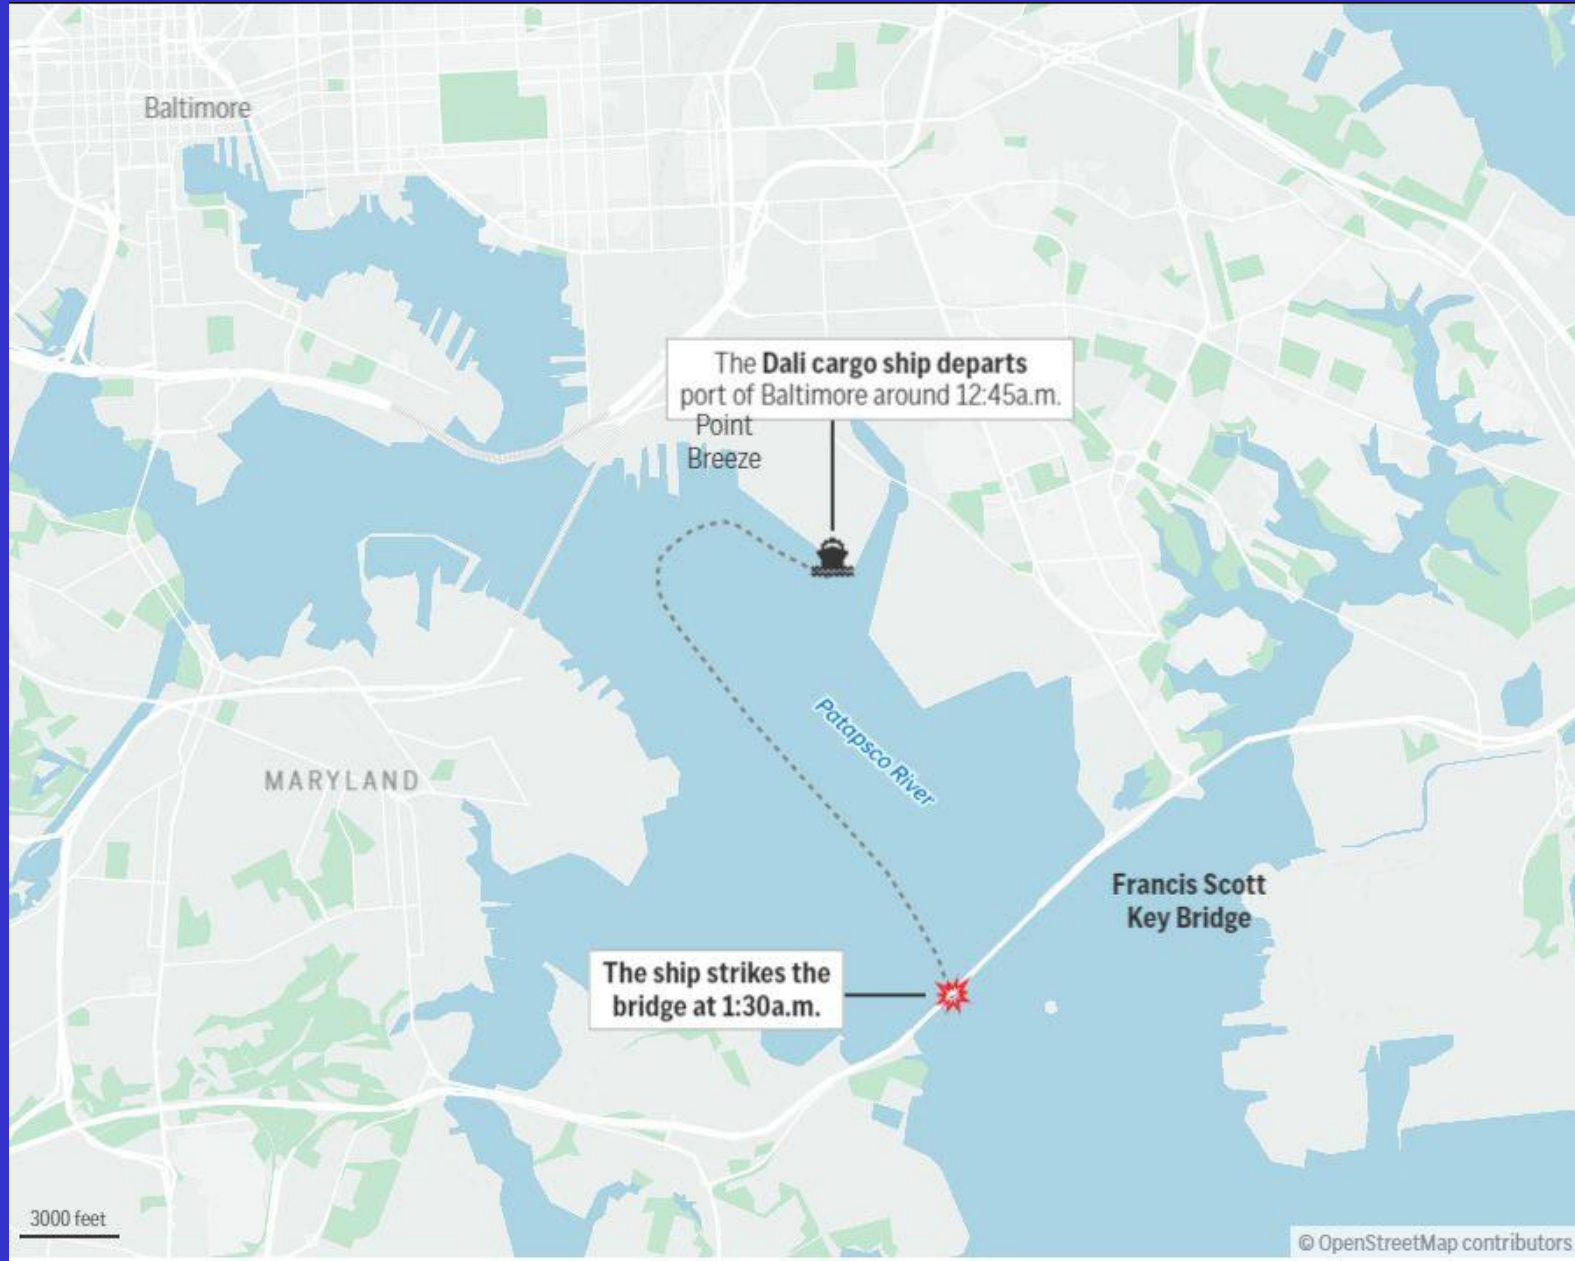 Baltimore
The Dali cargo ship departs
port of Baltimore around 12:45a.m.
Point
Breeze
Patapsco River
MARYLAND
Francis Scott
Key Bridge
The ship strikes the
bridge at 1:30a.m.
3000 feet
© OpenStreetMap contributors